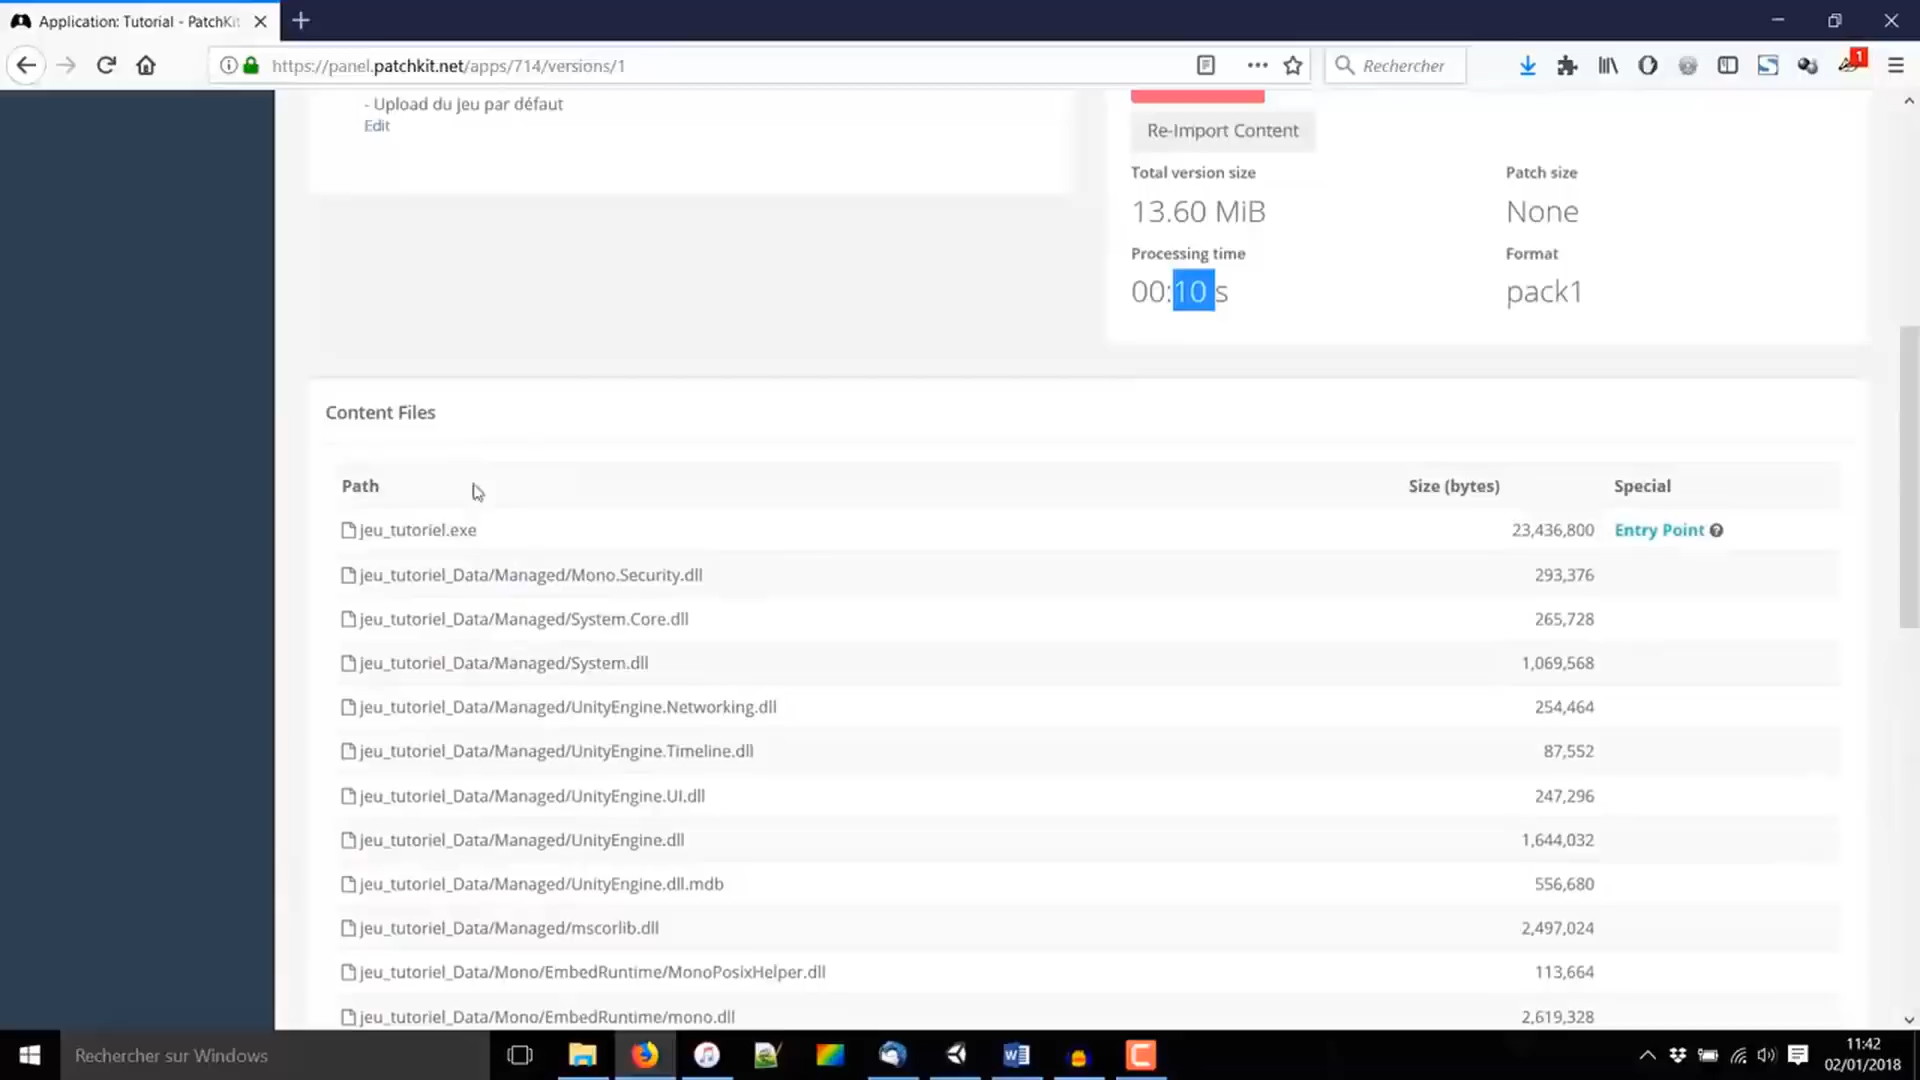 Application: Tutorial - PatchKit
https://panel.patchkit.net/apps/714/versions/1
Rechercher
1
- Upload du jeu par défaut
Edit
Re-Import Content
Total version size
Patch size
13.60 MiB
None
Processing time
Format
00:10 s
pack1
Content Files
Path
Size (bytes)
Special
jeu_tutoriel.exe
23,436,800
Entry Point
jeu_tutoriel_Data/Managed/Mono.Security.dll
293,376
jeu_tutoriel_Data/Managed/System.Core.dll
265,728
jeu_tutoriel_Data/Managed/System.dll
1,069,568
jeu_tutoriel_Data/Managed/UnityEngine.Networking.dll
254,464
jeu_tutoriel_Data/Managed/UnityEngine.Timeline.dll
87,552
jeu_tutoriel_Data/Managed/UnityEngine.UI.dll
247,296
jeu_tutoriel_Data/Managed/UnityEngine.dll
1,644,032
jeu_tutoriel_Data/Managed/UnityEngine.dll.mdb
556,680
jeu_tutoriel_Data/Managed/mscorlib.dll
2,497,024
jeu_tutoriel_Data/Mono/EmbedRuntime/MonoPosixHelper.dll
113,664
jeu_tutoriel_Data/Mono/EmbedRuntime/mono.dll
2,619,328
Rechercher sur Windows
11:42
02/01/2018